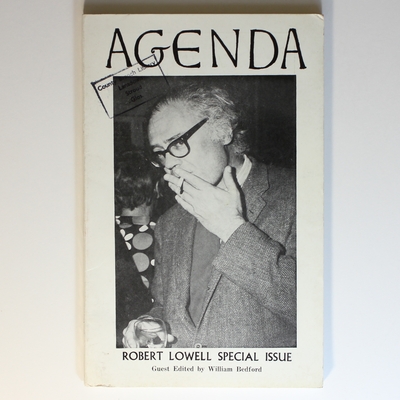 AGENDA
ROBERT LOWELL SPECIAL ISSUE
Guest Edited by William Bedford